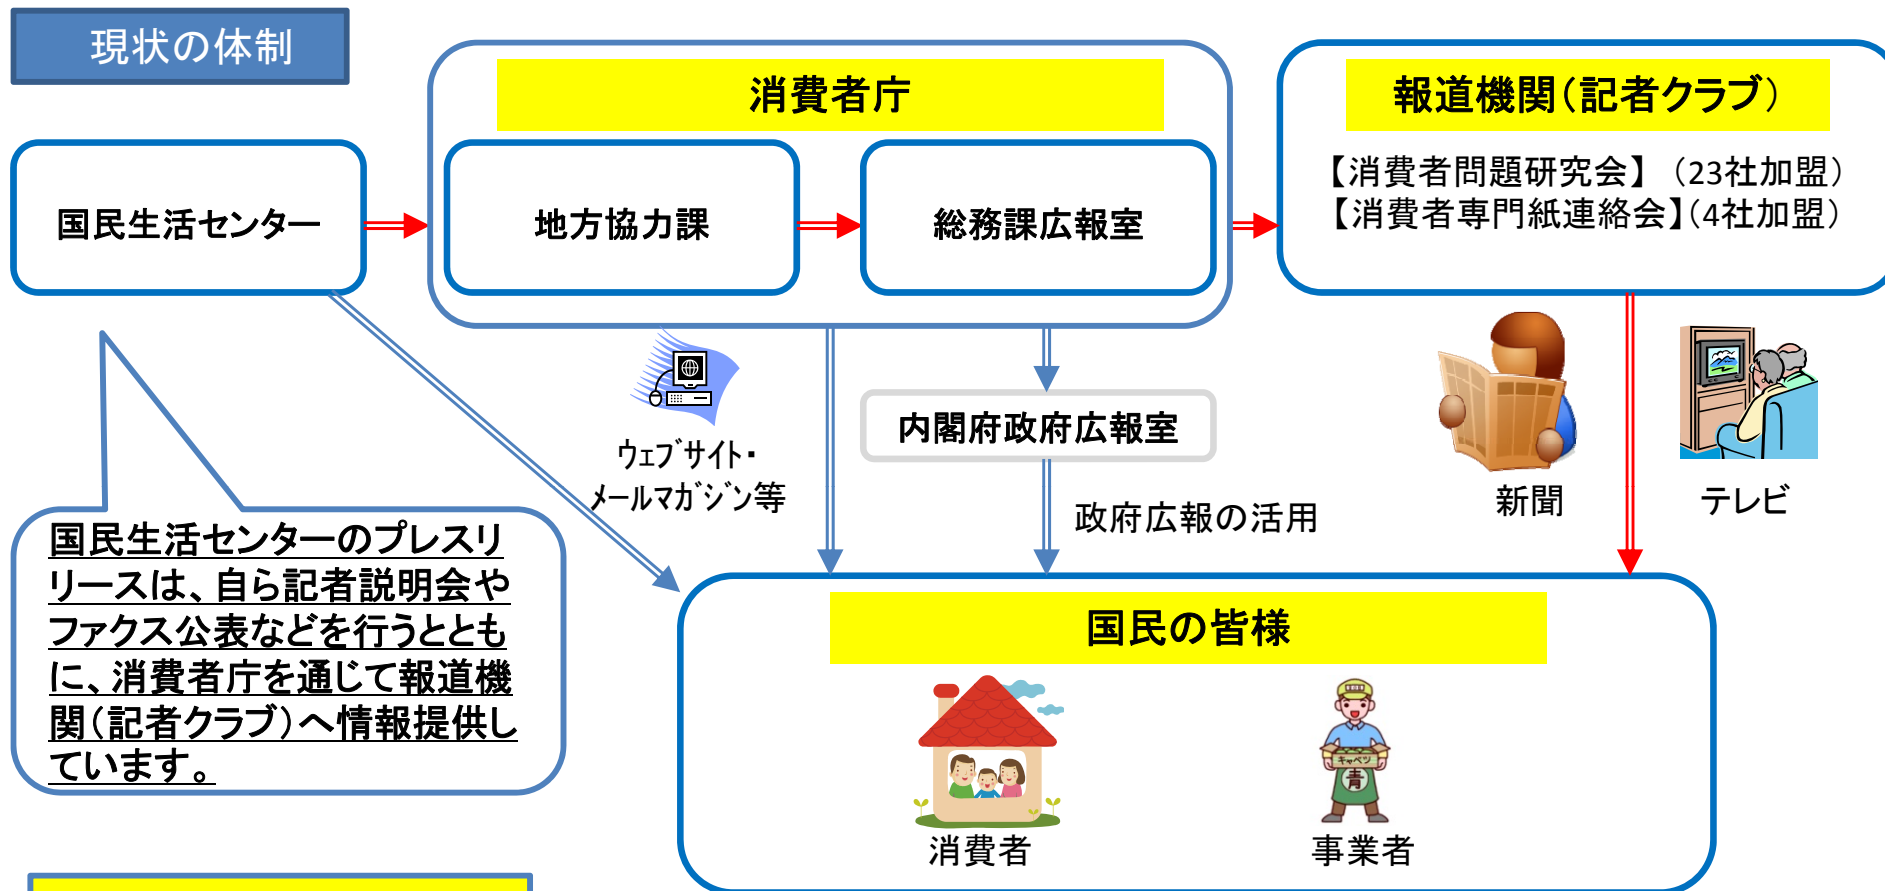 現状の体制
消費者庁
報道機関（記者クラブ）
国民生活センター
地方協力課
総務課広報室
【消費者問題研究会】（23社加盟）
【消費者専門紙連絡会】（4社加盟）
内閣府政府広報室
ｳｪﾌﾞｻｲﾄ・
ﾒｰﾙﾏｶﾞｼﾞﾝ等
政府広報の活用
新聞
テレビ
国民生活センターのプレスリ
リースは、自ら記者説明会や
ファクス公表などを行うととも
に、消費者庁を通じて報道機
関（記者クラブ）へ情報提供し
ています。
国民の皆様
キャベツ
青
消費者
事業者